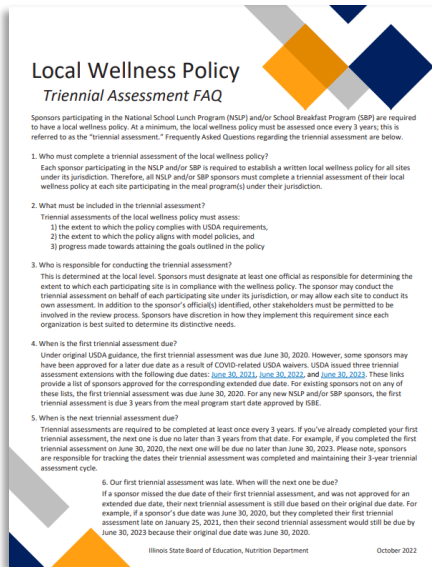 Local Wellness Policy
Triennial Assessment FAQ
Sponsors participating in the National School Lunch Program (NSLP) and/or School Breakfast Program (SBP) are required
to have a local wellness policy. At a minimum, the local wellness policy must be assessed once every 3 years; this is
referred to as the “triennial assessment.” Frequently Asked Questions regarding the triennial assessment are below.
1. Who must complete a triennial assessment of the local wellness policy?
Each sponsor participating in the NSLP and/or SBP is required to establish a written local wellness policy for all sites
under its jurisdiction. Therefore, all NSLP and/or SBP sponsors must complete a triennial assessment of their local
wellness policy at each site participating in the meal program(s) under their jurisdiction.
2. What must be included in the triennial assessment?
Triennial assessments of the local wellness policy must assess:
1) the extent to which the policy complies with USDA requirements,
2) the extent to which the policy aligns with model policies, and
3) progress made towards attaining the goals outlined in the policy
3. Who is responsible for conducting the triennial assessment?
This is determined at the local level. Sponsors must designate at least one official as responsible for determining the
extent to which each participating site is in compliance with the wellness policy. The sponsor may conduct the
triennial assessment on behalf of each participating site under its jurisdiction, or may allow each site to conduct its
own assessment. In addition to the sponsor’s official(s) identified, other stakeholders must be permitted to be
involved in the review process. Sponsors have discretion in how they implement this requirement since each
organization is best suited to determine its distinctive needs.
4. When is the first triennial assessment due?
Under original USDA guidance, the first triennial assessment was due June 30, 2020. However, some sponsors may
have been approved for a later due date as a result of COVID-related USDA waivers. USDA issued three triennial
assessment extensions with the following due dates: June 30, 2021, June 30, 2022, and June 30, 2023. These links
provide a list of sponsors approved for the corresponding extended due date. For existing sponsors not on any of
these lists, the first triennial assessment was due June 30, 2020. For any new NSLP and/or SBP sponsors, the first
triennial assessment is due 3 years from the meal program start date approved by ISBE.
5. When is the next triennial assessment due?
Triennial assessments are required to be completed at least once every 3 years. If you’ve already completed your first
triennial assessment, the next one is due no later than 3 years from that date. For example, if you completed the first
triennial assessment on June 30, 2020, the next one will be due no later than June 30, 2023. Please note, sponsors
are responsible for tracking the dates their triennial assessment was completed and maintaining their 3-year triennial
assessment cycle.
6. Our first triennial assessment was late. When will the next one be due?
If a sponsor missed the due date of their first triennial assessment, and was not approved for an
extended due date, their next triennial assessment is still due based on their original due date. For
example, if a sponsor’s due date was June 30, 2020, but they completed their first triennial
assessment late on January 25, 2021, then their second triennial assessment would still be due by
June 30, 2023 because their original due date was June 30, 2020.
Illinois State Board of Education, Nutrition Department October 2022